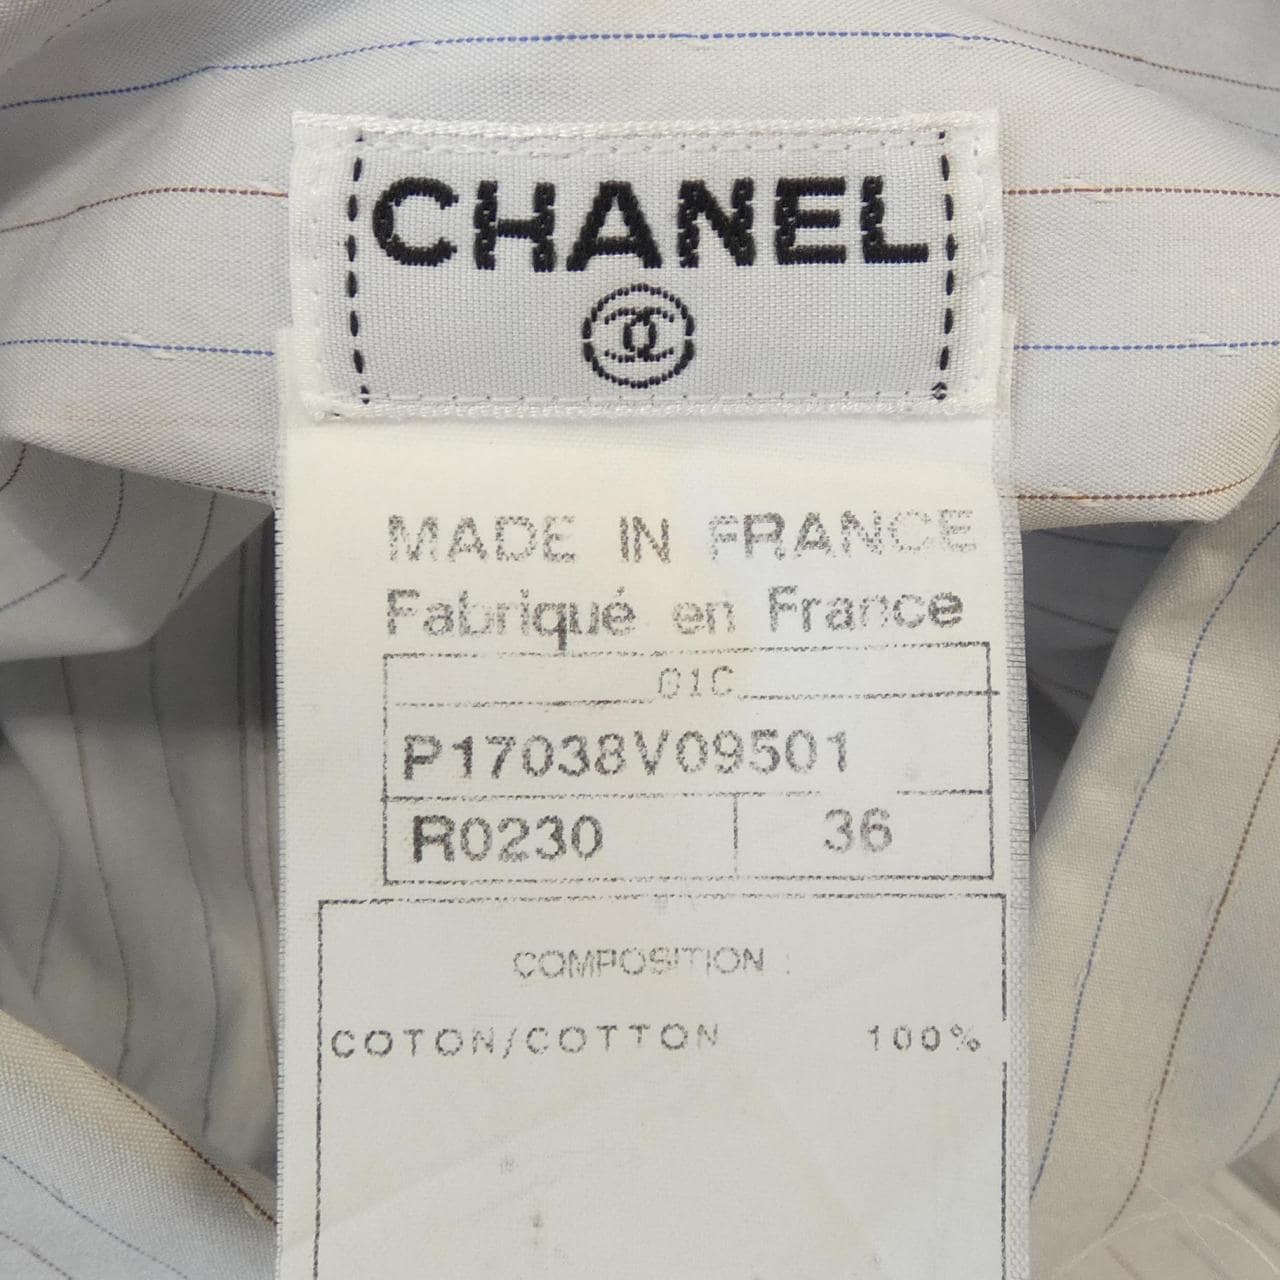 CHANEL
MADE IN FRANCE
Fabriqué en France
01C
P17038V09501
R0230 36
COMPOSITION :
COTON/COTTON 100%